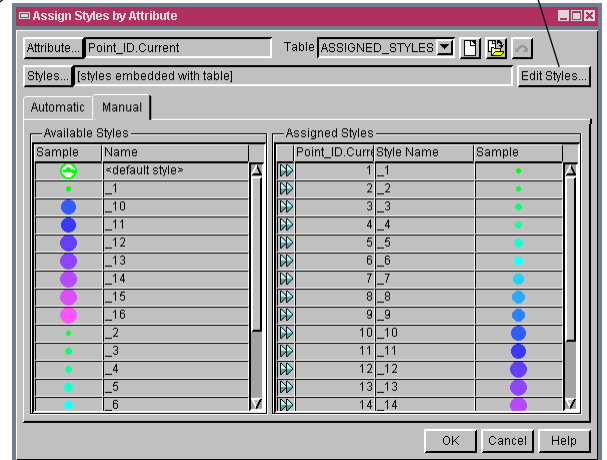 Assign Styles by Attribute
Attribute... Point_ID.Current Table ASSIGNED_STYLES
Styles... [styles embedded with table] Edit Styles...
Automatic Manual
Available Styles
Sample Name
<default style>
_1
_10
_11
_12
_13
_14
_15
_16
_2
_3
_4
_5
_6
Assigned Styles
Point_ID.Curre Style Name Sample
1 _1
2 _2
3 _3
4 _4
5 _5
6 _6
7 _7
8 _8
9 _9
10 _10
11 _11
12 _12
13 _13
14 _14
OK Cancel Help